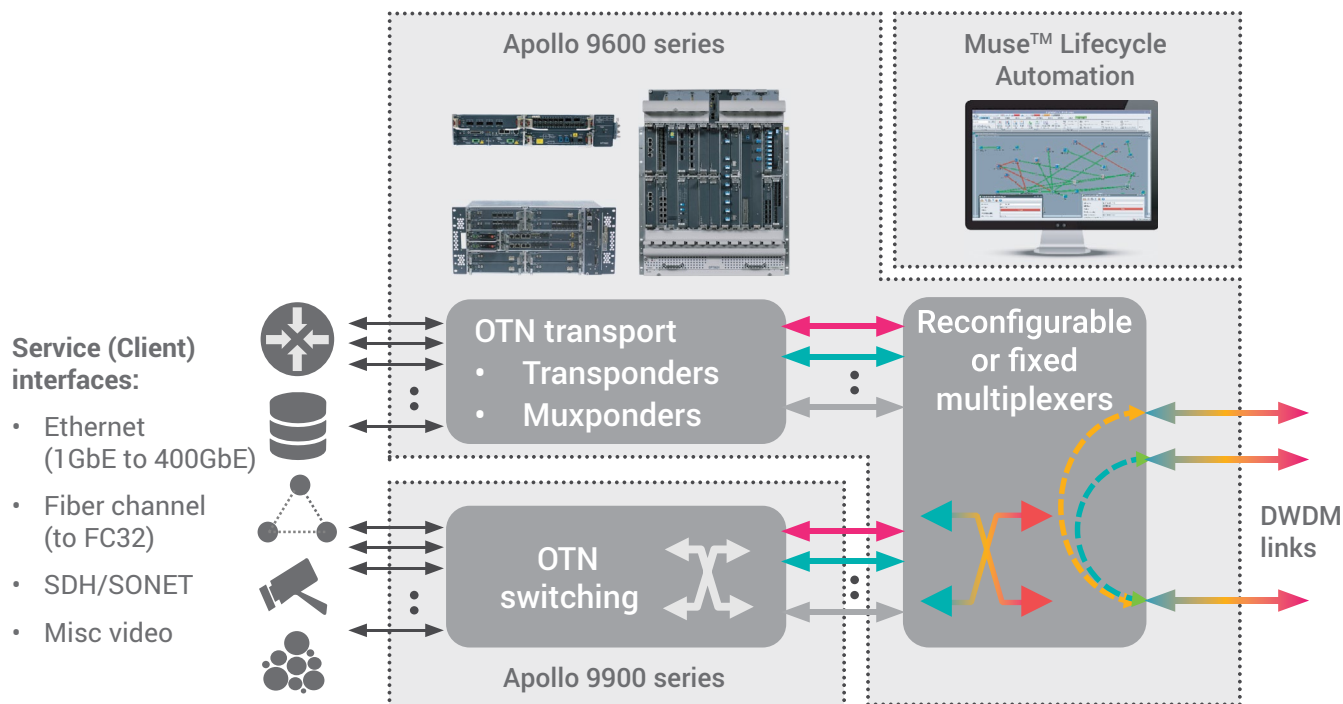 Apollo 9600 series
Muse™ Lifecycle
Automation
Service (Client)
interfaces:
• Ethernet
(1GbE to 400GbE)
• Fiber channel
(to FC32)
• SDH/SONET
• Misc video
OTN transport
• Transponders
• Muxponders
Reconfigurable
or fixed
multiplexers
OTN
switching
DWDM
links
Apollo 9900 series